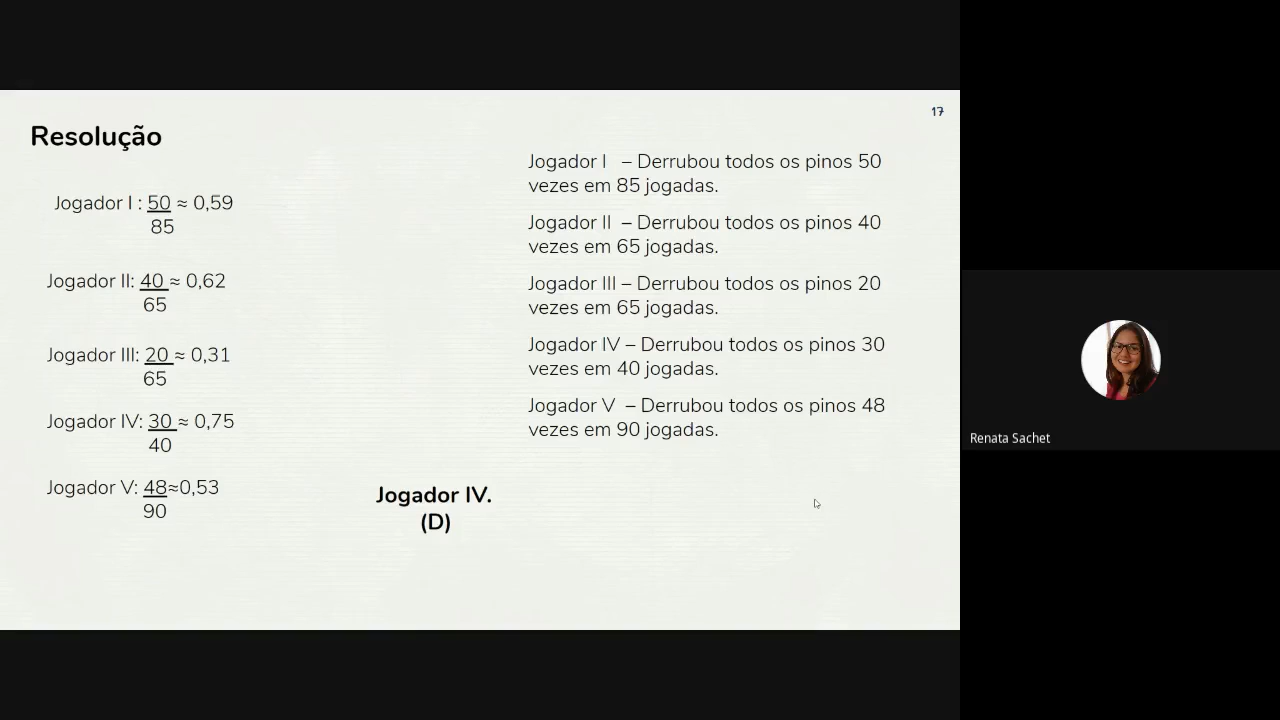 17
Resolução
Jogador I : 50 ≈ 0,59
85
Jogador II: 40 ≈ 0,62
65
Jogador III: 20 ≈ 0,31
65
Jogador IV: 30 ≈ 0,75
40
Jogador V: 48≈0,53
90
Jogador I – Derrubou todos os pinos 50
vezes em 85 jogadas.
Jogador II – Derrubou todos os pinos 40
vezes em 65 jogadas.
Jogador III – Derrubou todos os pinos 20
vezes em 65 jogadas.
Jogador IV – Derrubou todos os pinos 30
vezes em 40 jogadas.
Jogador V – Derrubou todos os pinos 48
vezes em 90 jogadas.
Jogador IV.
(D)
Renata Sachet